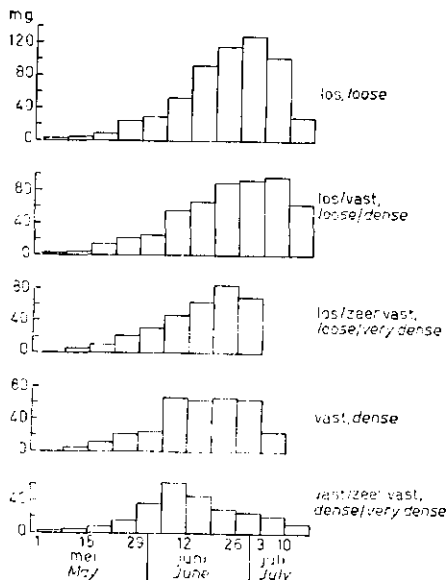 mg
120
80
40
0
los, loose
80
40
0
los/vast,
loose/dense
80
40
0
los/zeer vast,
loose/very dense
80
40
0
vast, dense
40
0
vast/zeer vast,
dense/very dense
1 15 29 12 26 3 10
mei juni juli
May June July